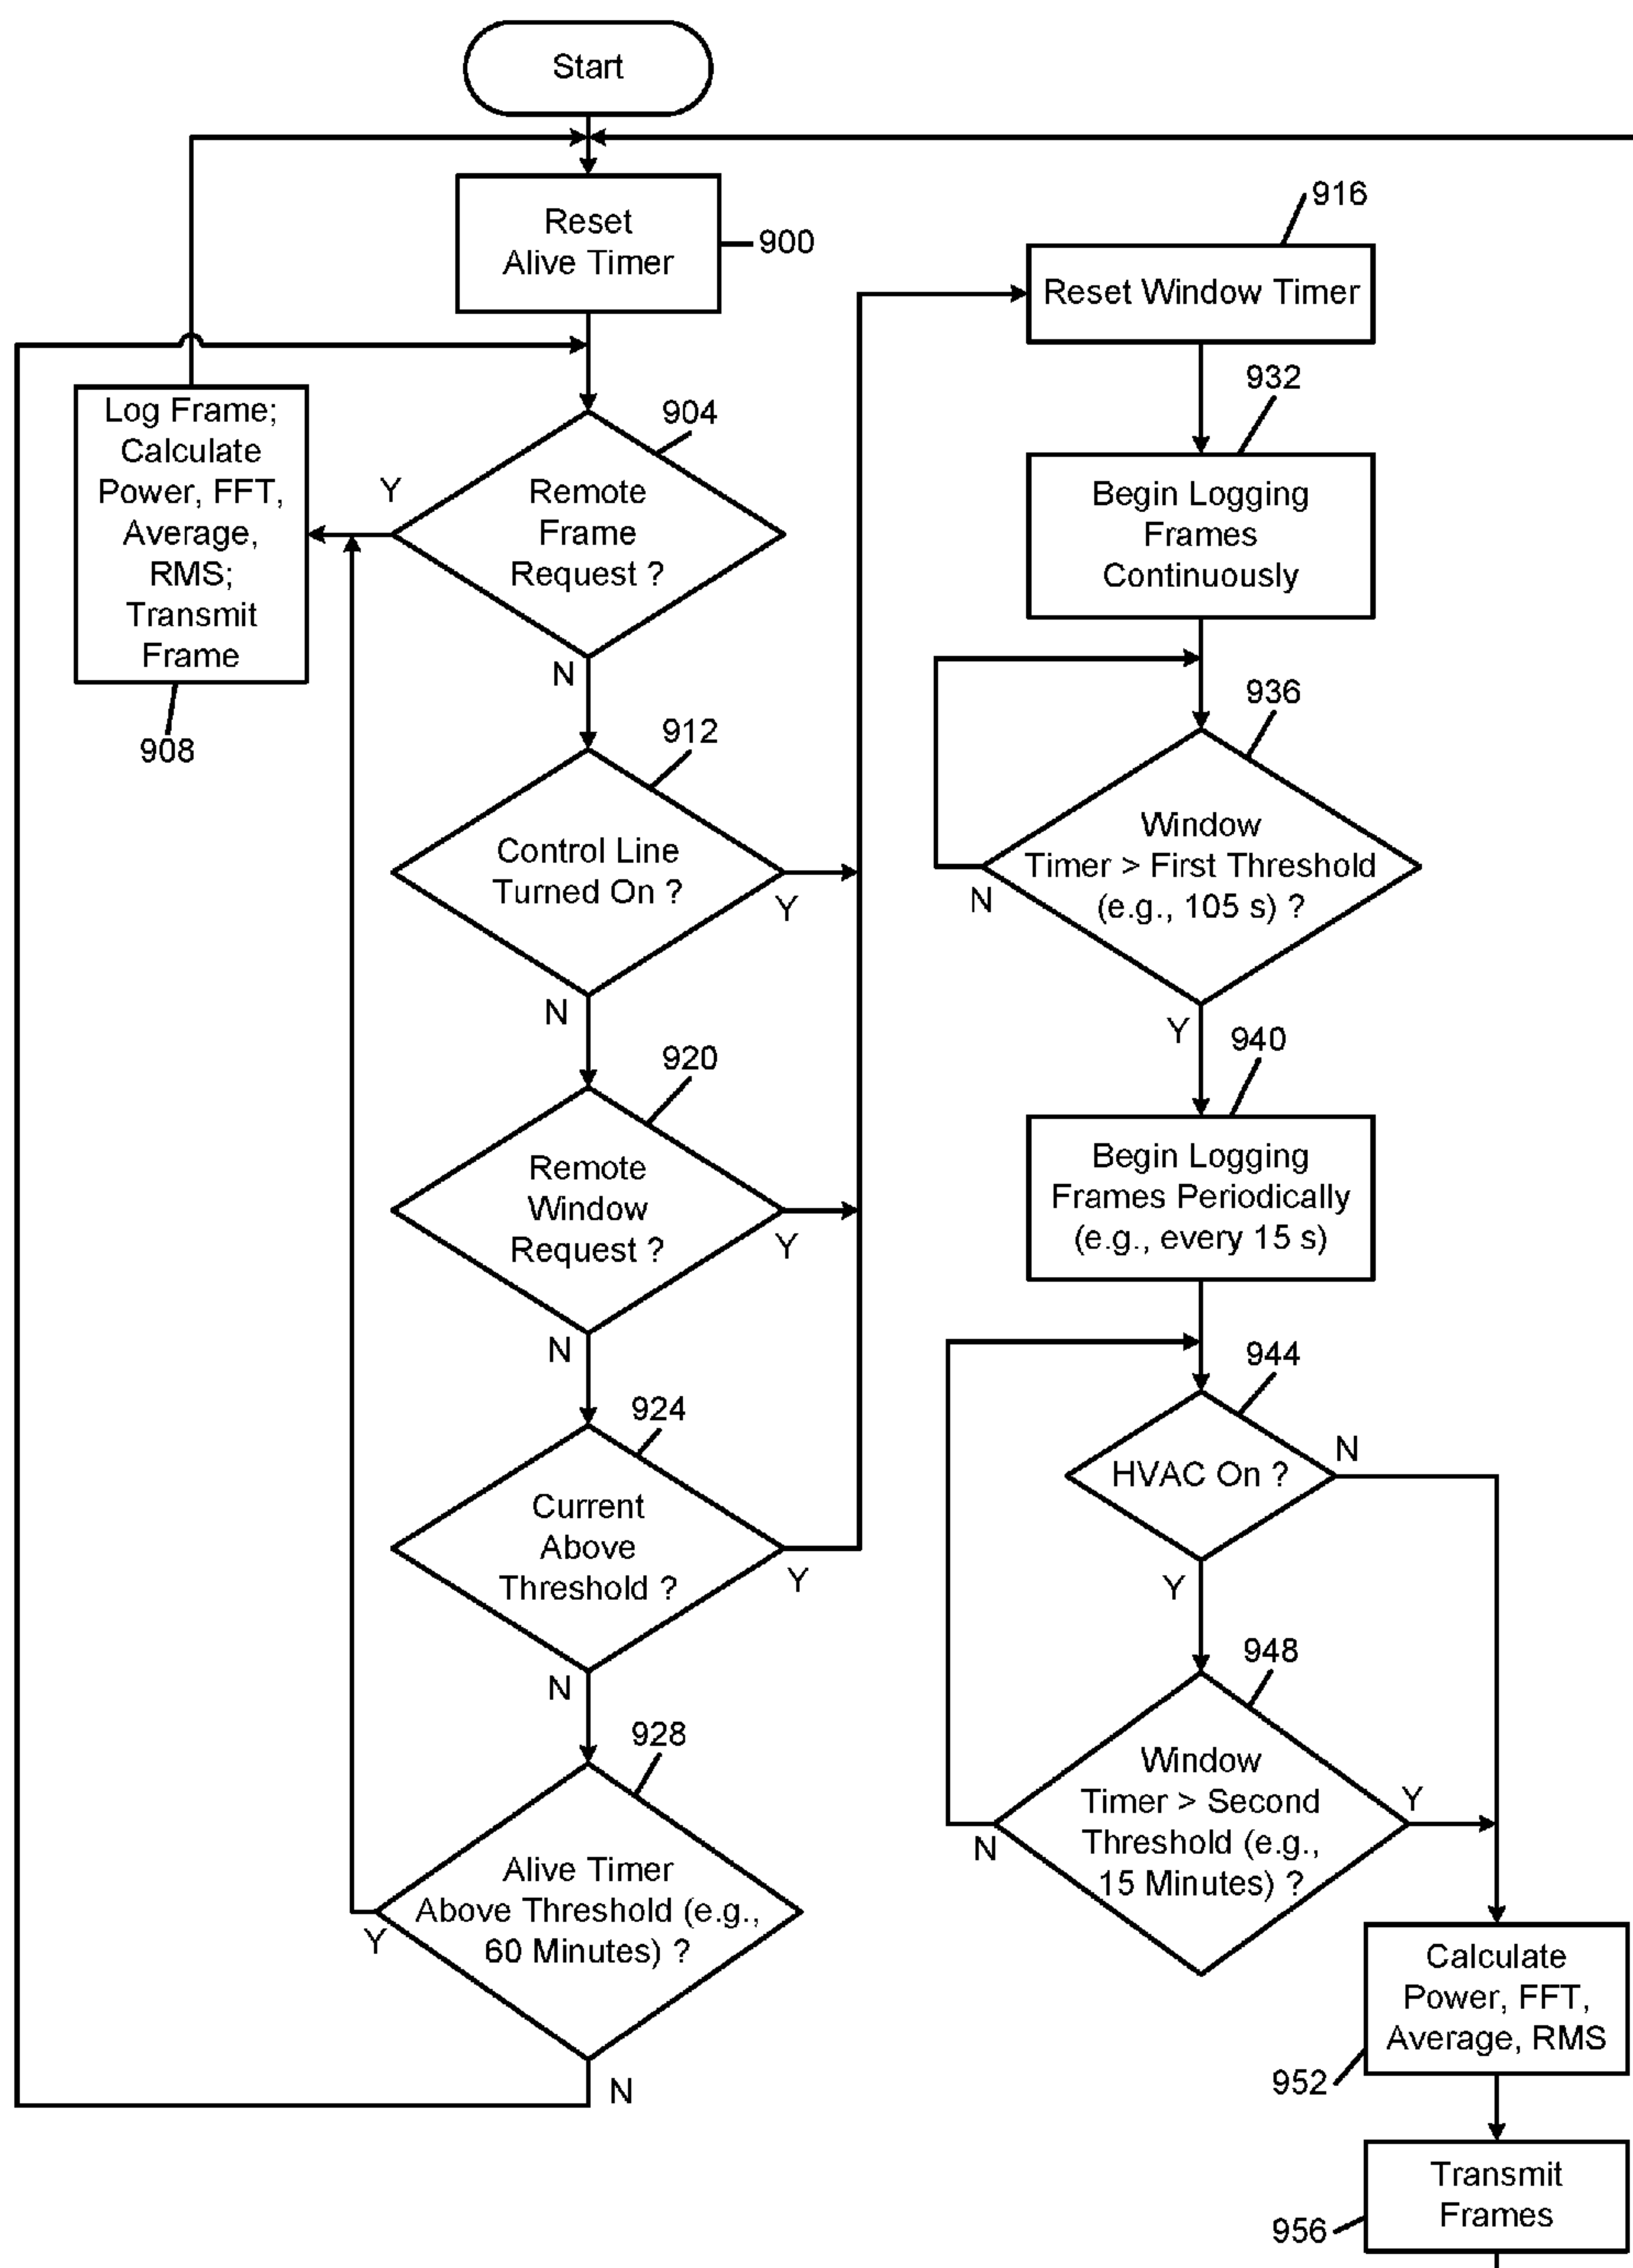 Start
Reset
Alive Timer
900
Log Frame;
Calculate
Power, FFT,
Average,
RMS;
Transmit
Frame
908
904
Remote
Frame
Request ?
Y
N
912
Control Line
Turned On ?
Y
N
920
Remote
Window
Request ?
Y
N
924
Current
Above
Threshold ?
Y
N
928
Alive Timer
Above Threshold (e.g.,
60 Minutes) ?
Y
N
916
Reset Window Timer
932
Begin Logging
Frames
Continuously
936
Window
Timer > First Threshold
(e.g., 105 s) ?
N
Y
940
Begin Logging
Frames Periodically
(e.g., every 15 s)
944
HVAC On ?
N
Y
948
Window
Timer > Second
Threshold (e.g.,
15 Minutes) ?
Y
N
Calculate
Power, FFT,
Average, RMS
952
Transmit
Frames
956